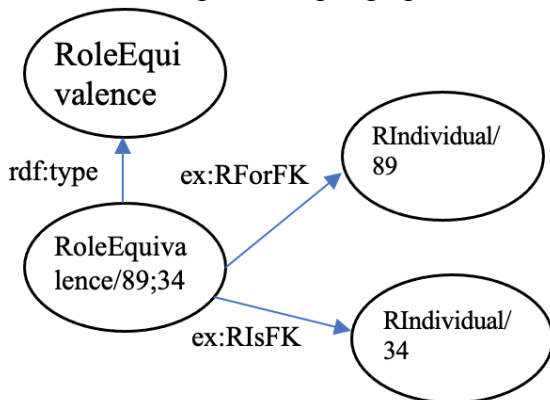 RoleEqui
valence
rdf:type
ex:RForFK
RIndividual/
89
RoleEquiva
lence/89;34
ex:RIsFK
RIndividual/
34